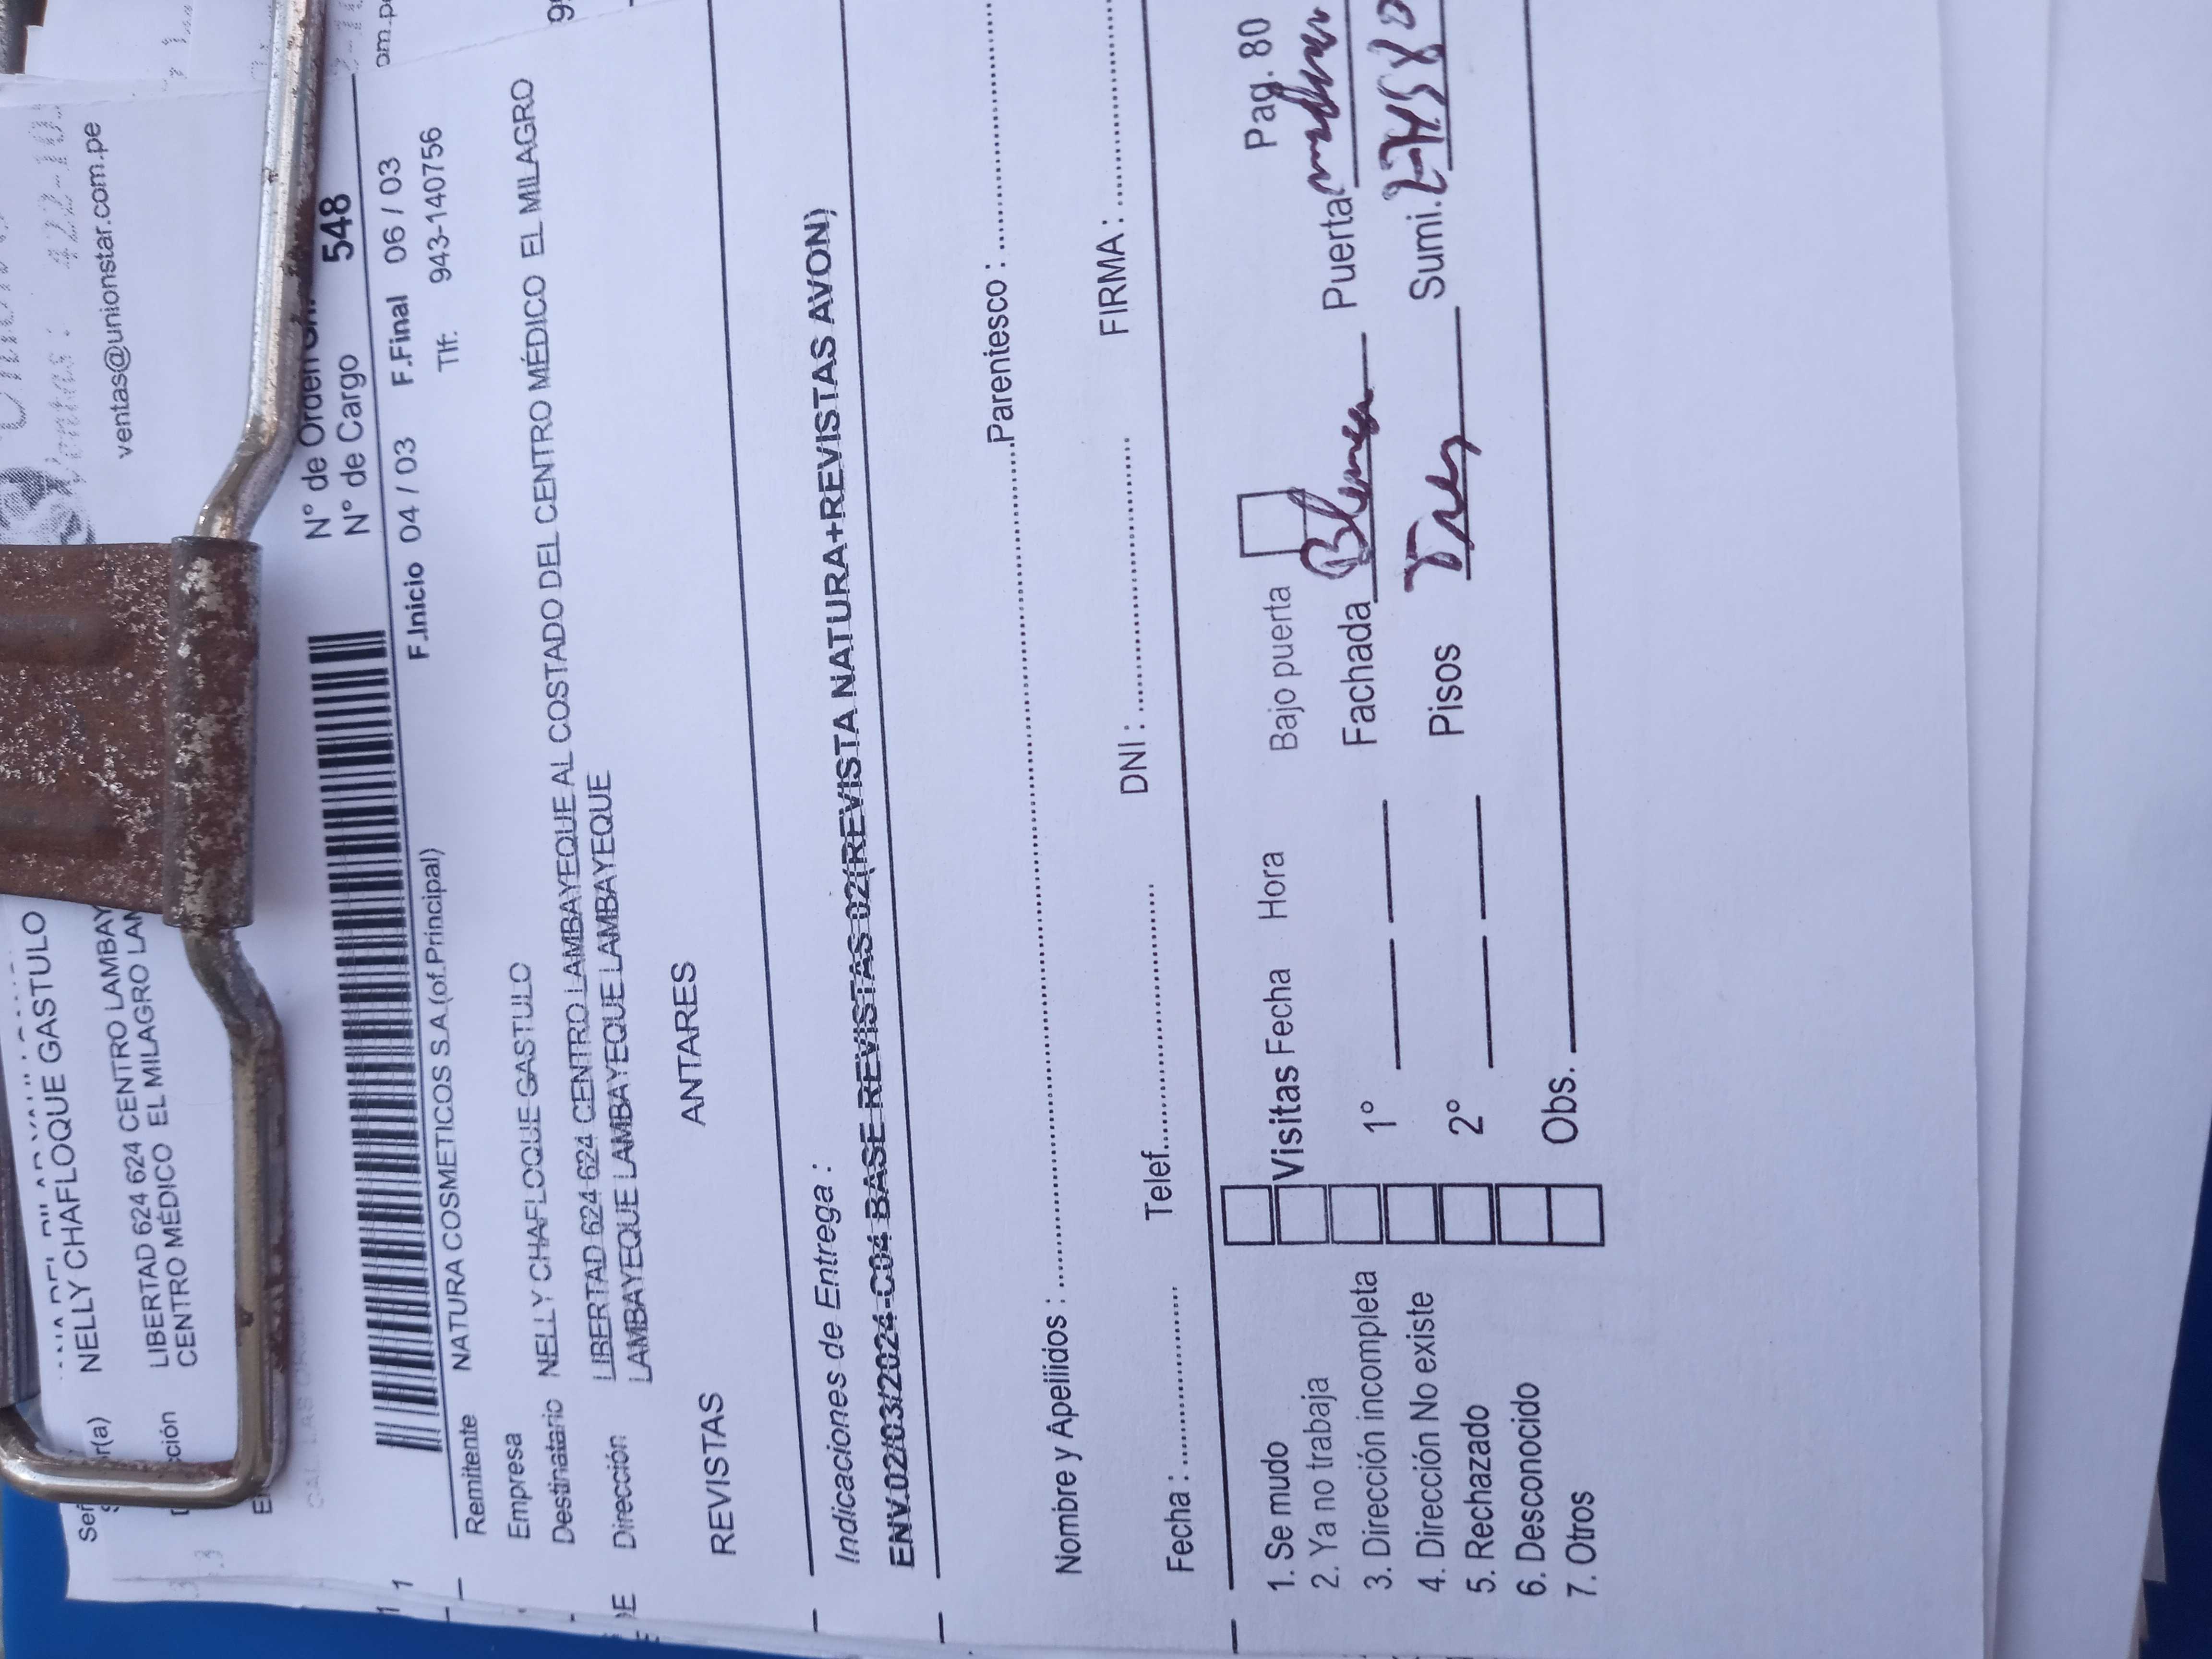 ventas@unionstar.com.pe
NELLY CHAFLOQUE GASTULO
LIBERTAD 624 624 CENTRO LAMBAY
CENTRO MÉDICO EL MILAGRO LAM
N° de Orden
N° de Cargo 548
F.Inicio 04 / 03 F.Final 06 / 03
Remitente NATURA COSMETICOS S.A.(of.Principal) Tlf: 943-140756
Empresa
Destinatario NELLY CHAFLOQUE GASTULO
Dirección LIBERTAD 624 624 CENTRO LAMBAYEQUE AL COSTADO DEL CENTRO MÉDICO EL MILAGRO
LAMBAYEQUE LAMBAYEQUE LAMBAYEQUE
REVISTAS ANTARES
Indicaciones de Entrega :
ENV.02/03/2024-C04 BASE REVISTAS 02(REVISTA NATURA+REVISTAS AVON)
Nombre y Apellidos : Parentesco :
Fecha : Telef. DNI : FIRMA :
1. Se mudo Visitas Fecha Hora Bajo puerta Pag. 80
2. Ya no trabaja
3. Dirección incompleta 1° Fachada Puerta
4. Dirección No existe
5. Rechazado 2° Pisos Tres Sumi.
6. Desconocido
7. Otros Obs.